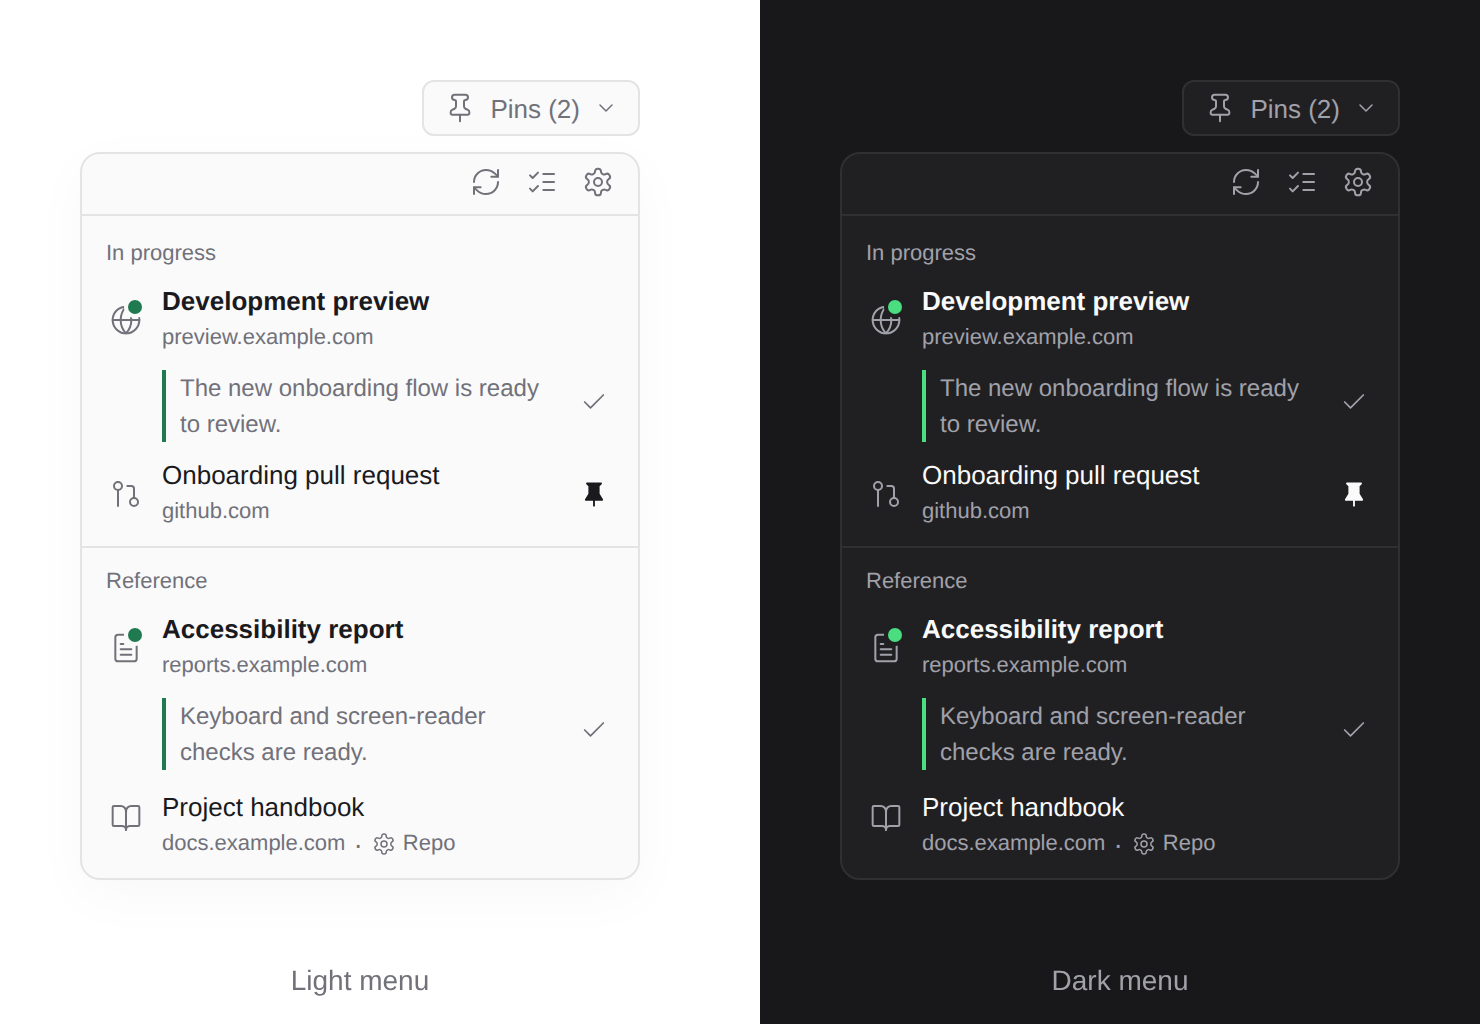 Pins (2)
In progress
Development preview
preview.example.com
The new onboarding flow is ready
to review.
Onboarding pull request
github.com
Reference
Accessibility report
reports.example.com
Keyboard and screen-reader
checks are ready.
Project handbook
docs.example.com · Repo
Light menu
Pins (2)
In progress
Development preview
preview.example.com
The new onboarding flow is ready
to review.
Onboarding pull request
github.com
Reference
Accessibility report
reports.example.com
Keyboard and screen-reader
checks are ready.
Project handbook
docs.example.com · Repo
Dark menu